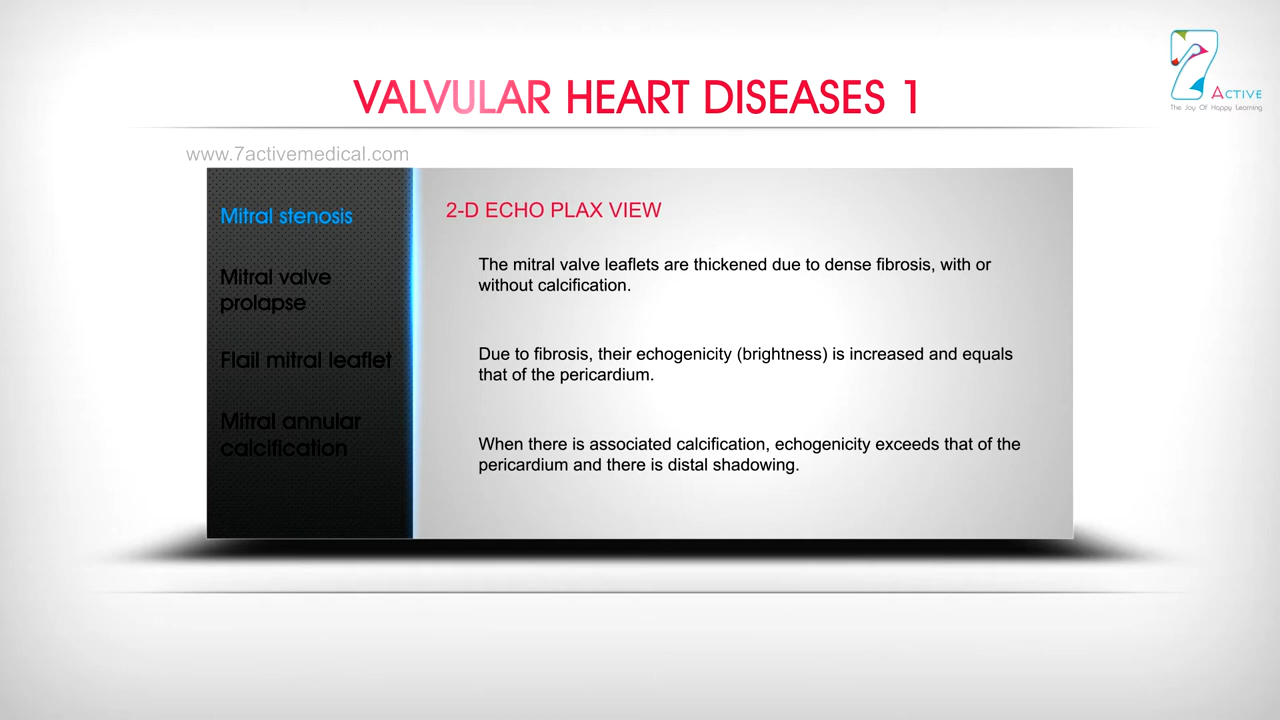 7 ACTIVE
The Joy Of Happy Learning
VALVULAR HEART DISEASES 1
www.7activemedical.com
Mitral stenosis
Mitral valve
prolapse
Flail mitral leaflet
Mitral annular
calcification
2-D ECHO PLAX VIEW
The mitral valve leaflets are thickened due to dense fibrosis, with or
without calcification.
Due to fibrosis, their echogenicity (brightness) is increased and equals
that of the pericardium.
When there is associated calcification, echogenicity exceeds that of the
pericardium and there is distal shadowing.